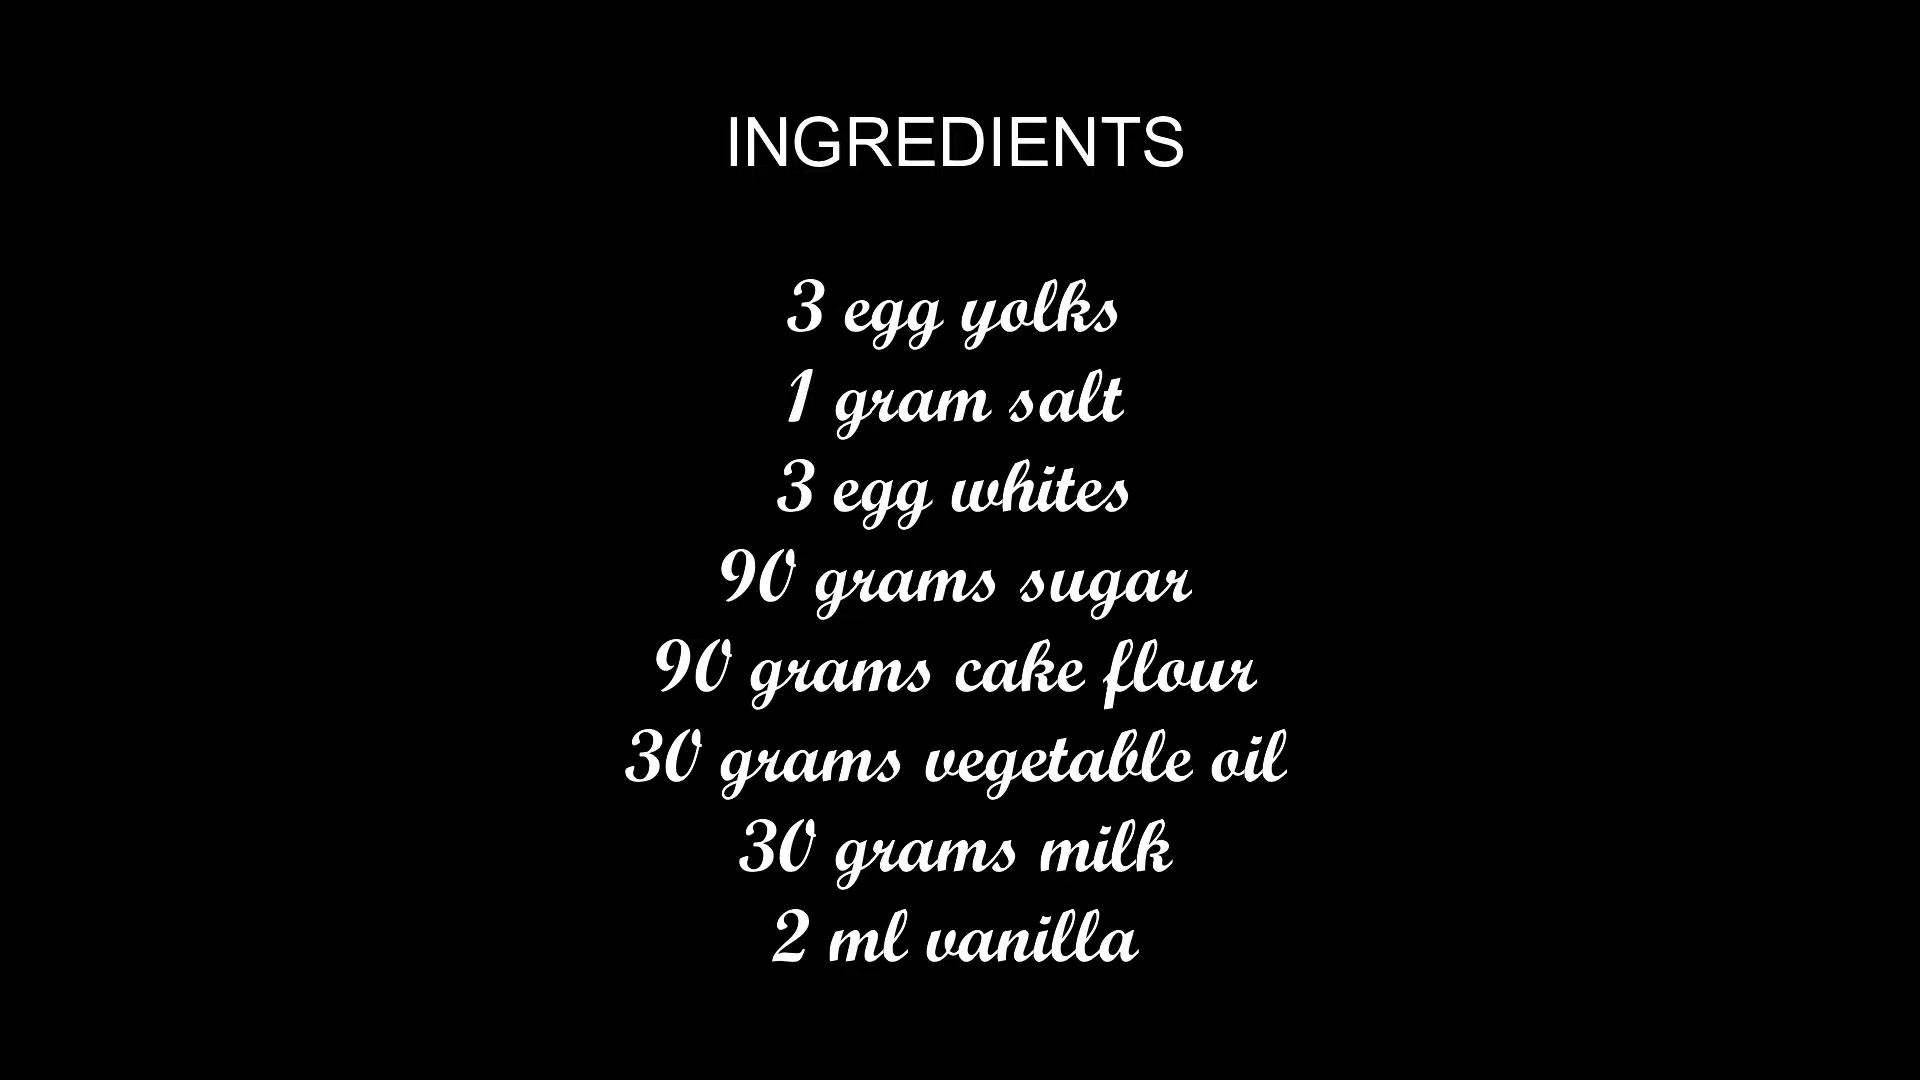 INGREDIENTS
3 egg yolks
1 gram salt
3 egg whites
90 grams sugar
90 grams cake flour
30 grams vegetable oil
30 grams milk
2 ml vanilla